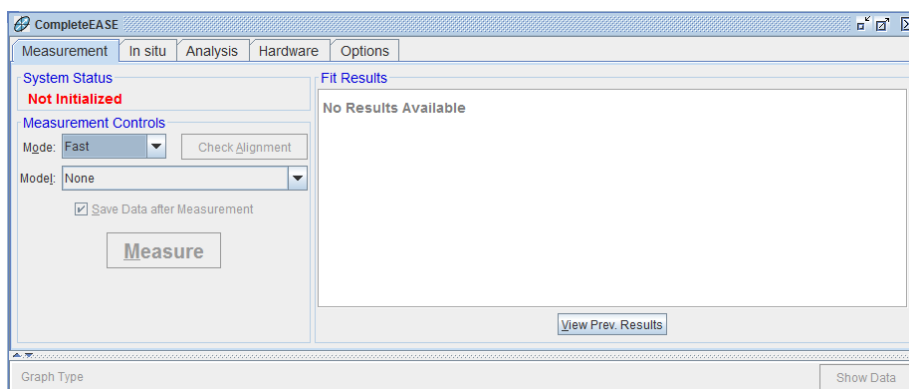 CompleteEASE
Measurement In situ Analysis Hardware Options
System Status
Not Initialized
Measurement Controls
Mode: Fast Check Alignment
Model: None
Save Data after Measurement
Measure
Fit Results
No Results Available
View Prev. Results
Graph Type Show Data